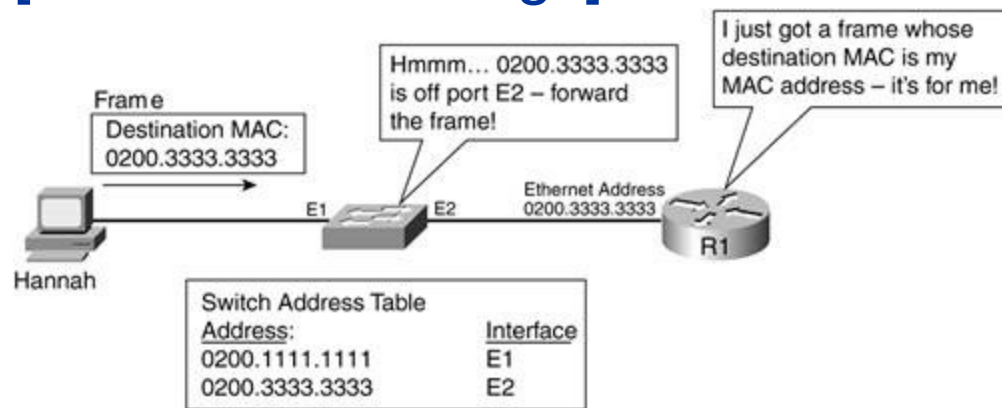 I just got a frame whose
destination MAC is my
MAC address – it's for me!
Hmmm... 0200.3333.3333
is off port E2 – forward
the frame!
Frame
Destination MAC:
0200.3333.3333
Ethernet Address
0200.3333.3333
E1
E2
R1
Hannah
Switch Address Table
Address: Interface
0200.1111.1111 E1
0200.3333.3333 E2